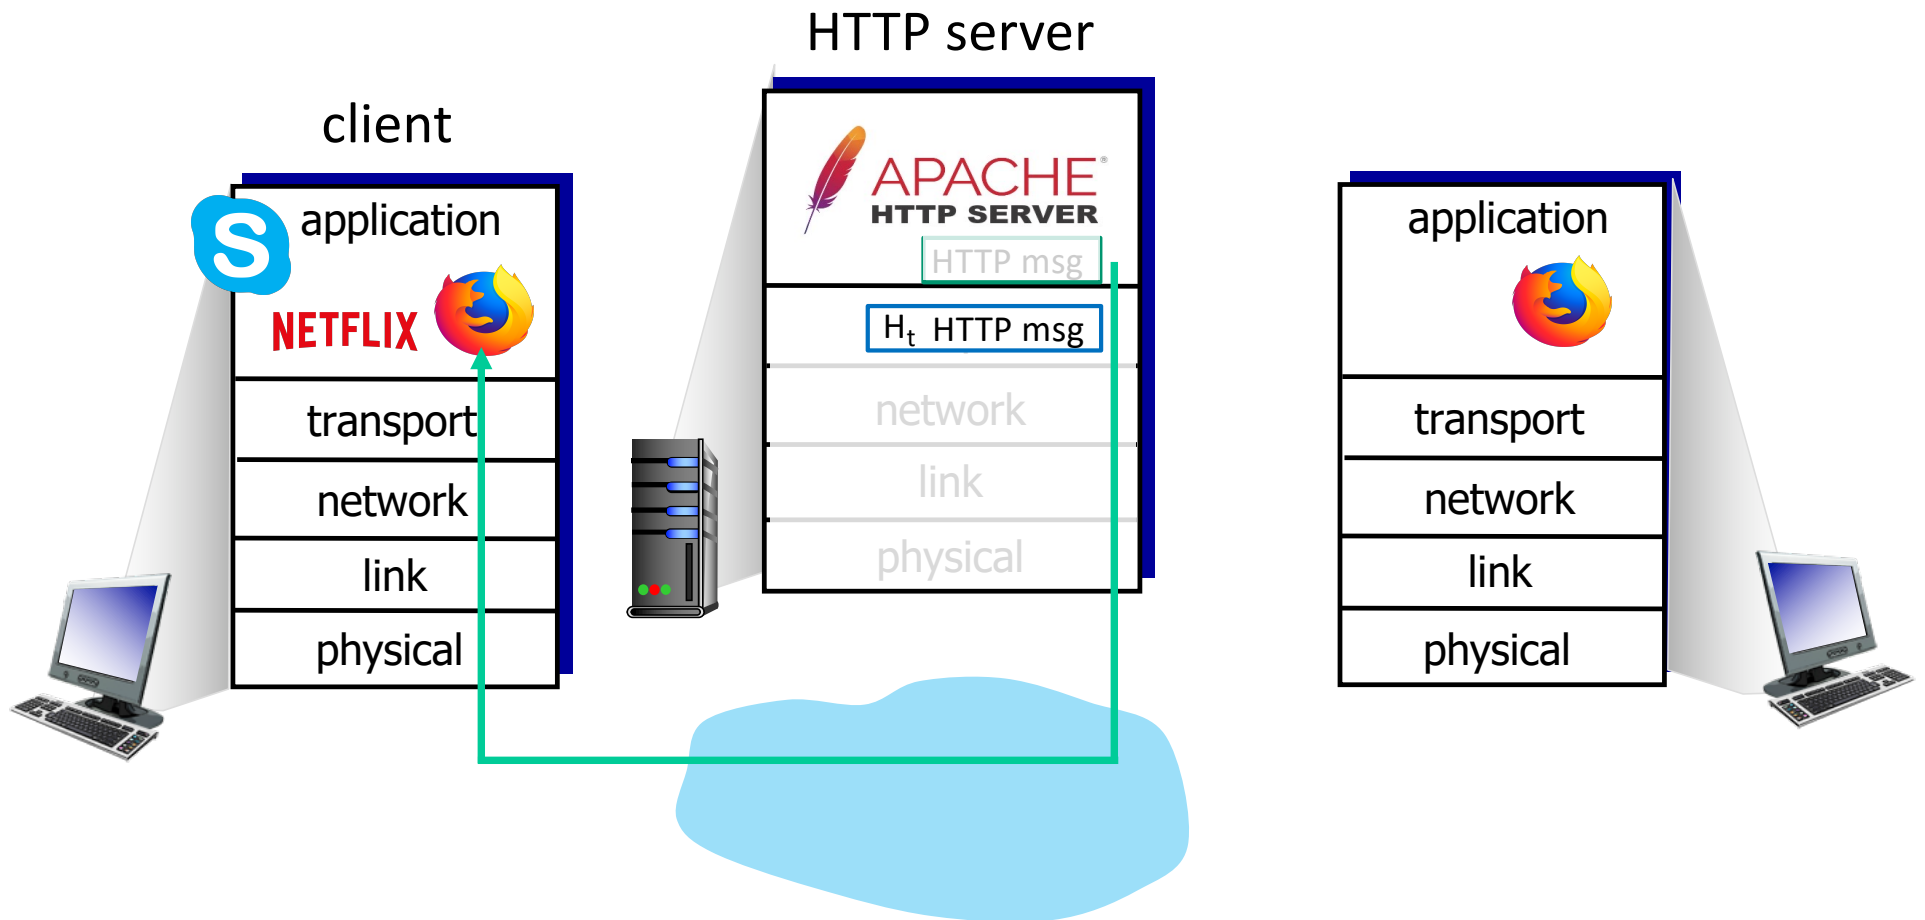 HTTP server
client
APACHE®
HTTP SERVER
HTTP msg
Ht HTTP msg
network
link
physical
S
application
NETFLIX
transport
network
link
physical
application
transport
network
link
physical